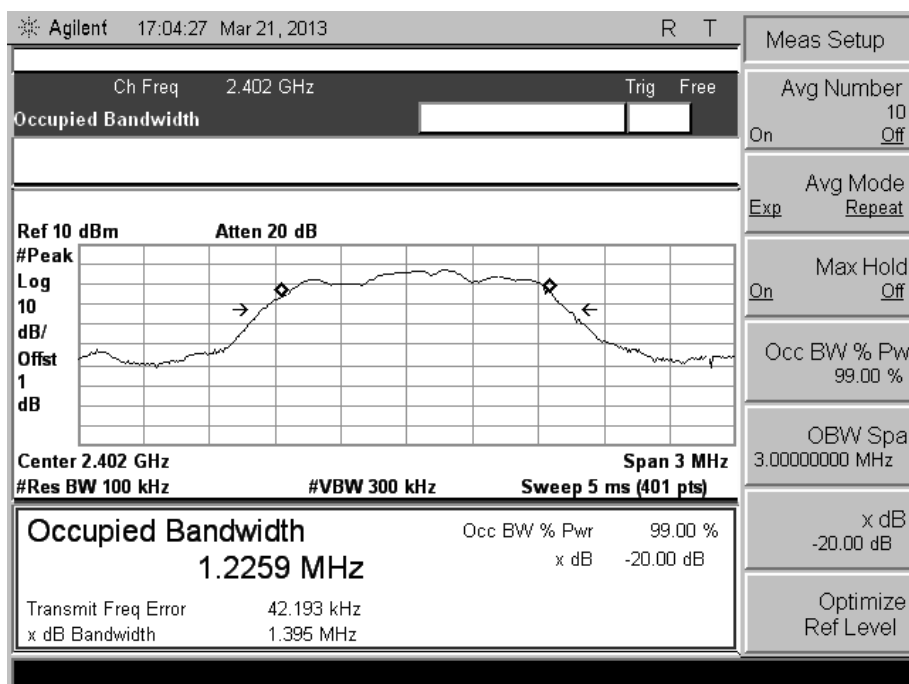 Agilent 17:04:27 Mar 21, 2013 R T
Ch Freq 2.402 GHz Trig Free
Occupied Bandwidth
Ref 10 dBm Atten 20 dB
#Peak
Log
10
dB/
Offst
1
dB
Center 2.402 GHz Span 3 MHz
#Res BW 100 kHz #VBW 300 kHz Sweep 5 ms (401 pts)
Occupied Bandwidth
1.2259 MHz
Occ BW % Pwr 99.00 %
x dB -20.00 dB
Transmit Freq Error 42.193 kHz
x dB Bandwidth 1.395 MHz
Meas Setup
Avg Number
10
On Off
Avg Mode
Exp Repeat
Max Hold
On Off
Occ BW % Pw
99.00 %
OBW Spa
3.00000000 MHz
x dB
-20.00 dB
Optimize
Ref Level